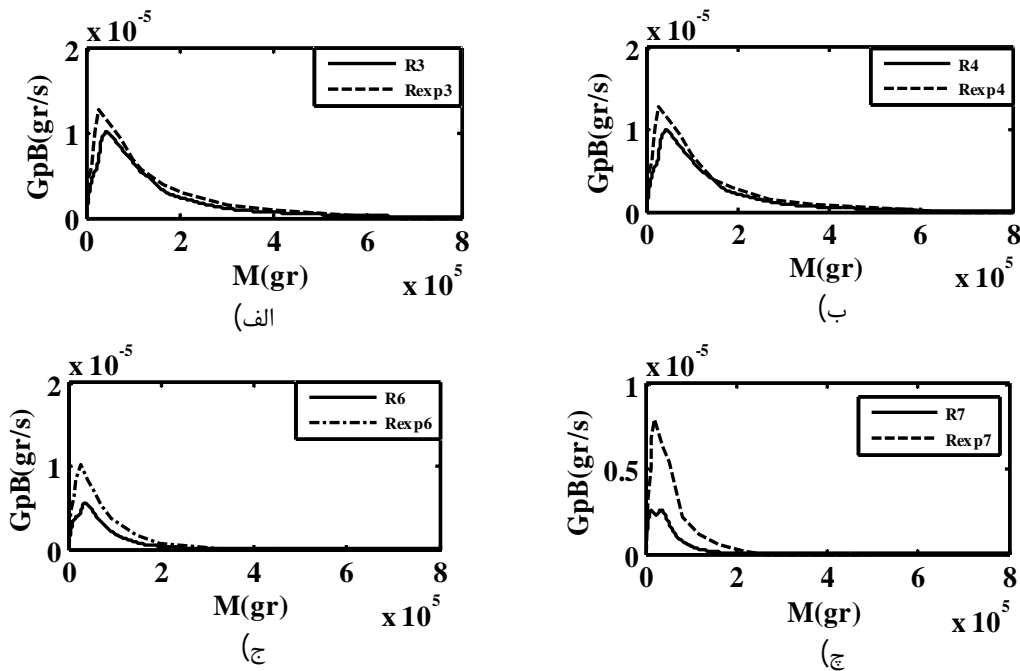 x 10^-5
2
1
0
GpB(gr/s)
R3
Rexp3
0 2 4 6 8
M(gr)
x 10^5
الف)
x 10^-5
2
1
0
GpB(gr/s)
R4
Rexp4
0 2 4 6 8
M(gr)
x 10^5
ب)
x 10^-5
2
1
0
GpB(gr/s)
R6
Rexp6
0 2 4 6 8
M(gr)
x 10^5
ج)
x 10^-5
1
0.5
0
GpB(gr/s)
R7
Rexp7
0 2 4 6 8
M(gr)
x 10^5
چ)